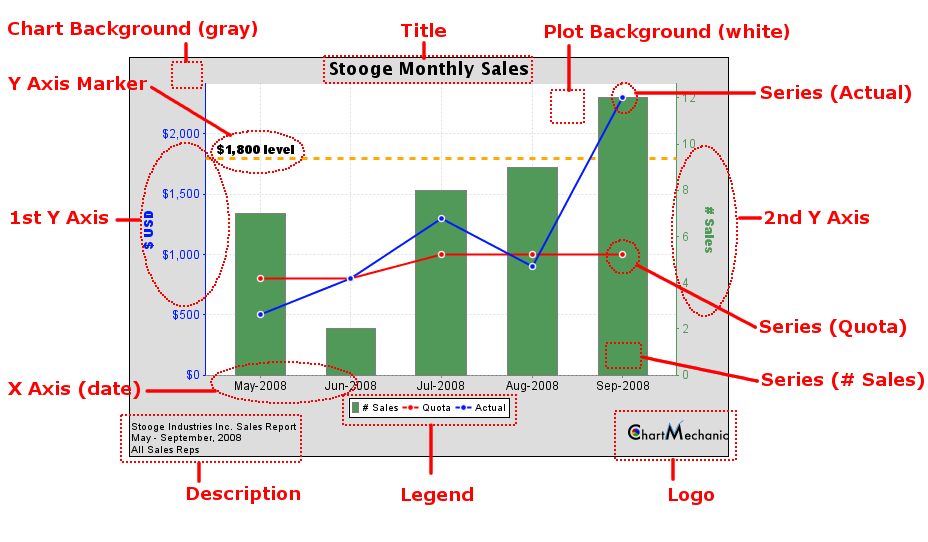 Chart Background (gray)
Title
Plot Background (white)
Stooge Monthly Sales
Y Axis Marker
Series (Actual)
$2,000
$1,800 level
$1,500
$1,000
$500
$0
12
10
8
6
4
2
0
1st Y Axis
$ USD
# Sales
2nd Y Axis
Series (Quota)
Series (# Sales)
X Axis (date)
May-2008 Jun-2008 Jul-2008 Aug-2008 Sep-2008
# Sales Quota Actual
Stooge Industries Inc. Sales Report
May - September, 2008
All Sales Reps
ChartMechanic
Description
Legend
Logo